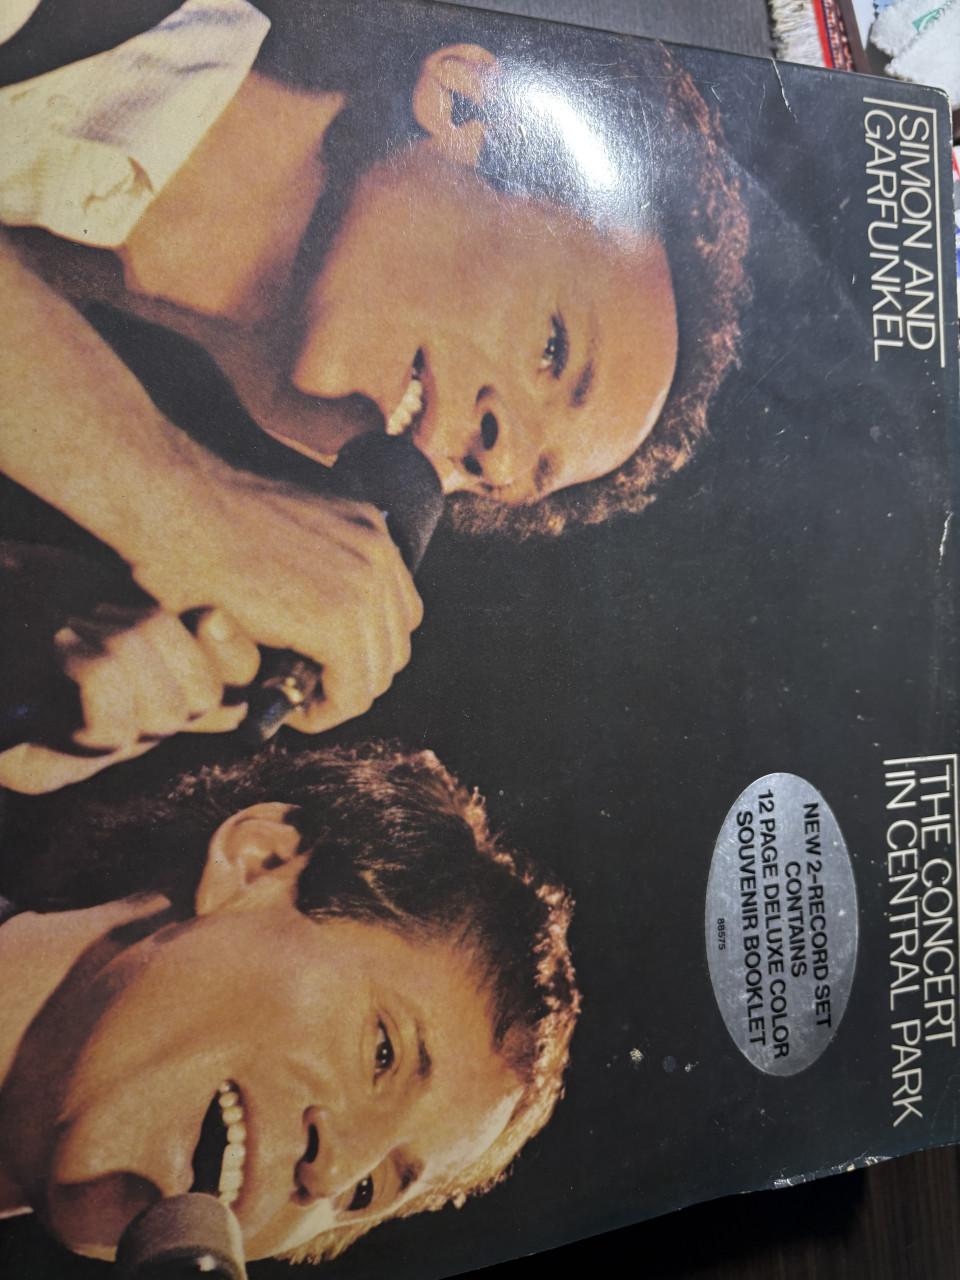 SIMON AND
GARFUNKEL
THE CONCERT
IN CENTRAL PARK
NEW 2-RECORD SET
CONTAINS
12 PAGE DELUXE COLOR
SOUVENIR BOOKLET
88575